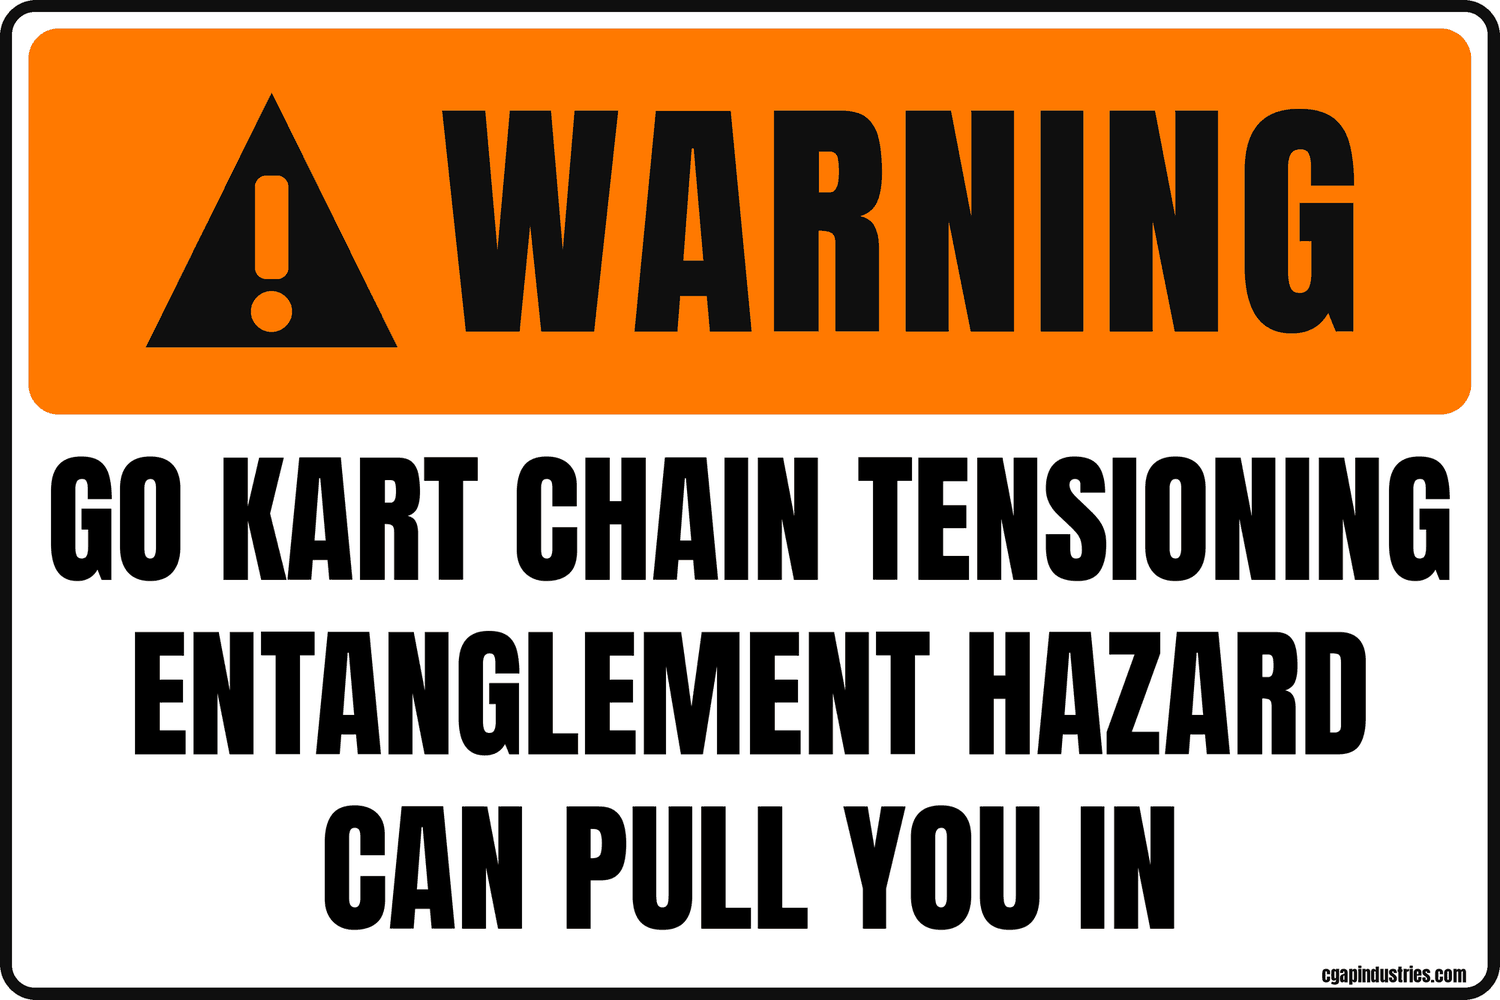 WARNING
GO KART CHAIN TENSIONING
ENTANGLEMENT HAZARD
CAN PULL YOU IN
cgapindustries.com